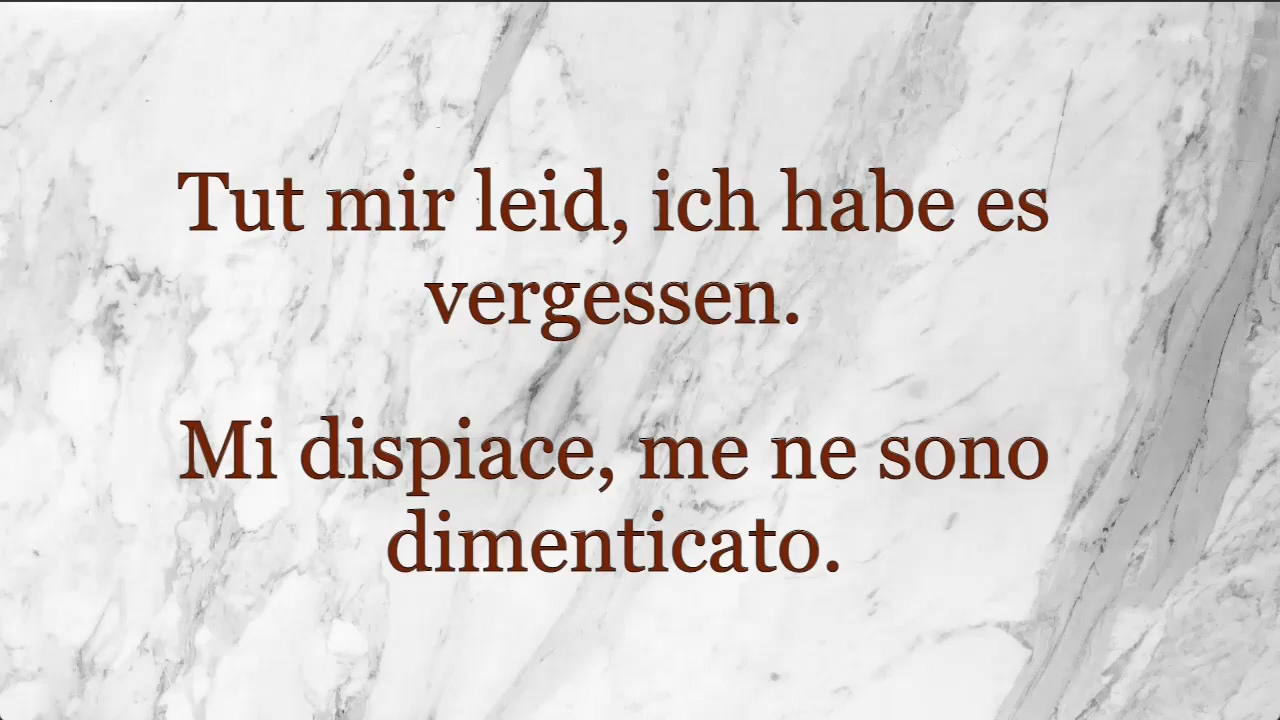 Tut mir leid, ich habe es
vergessen.
Mi dispiace, me ne sono
dimenticato.